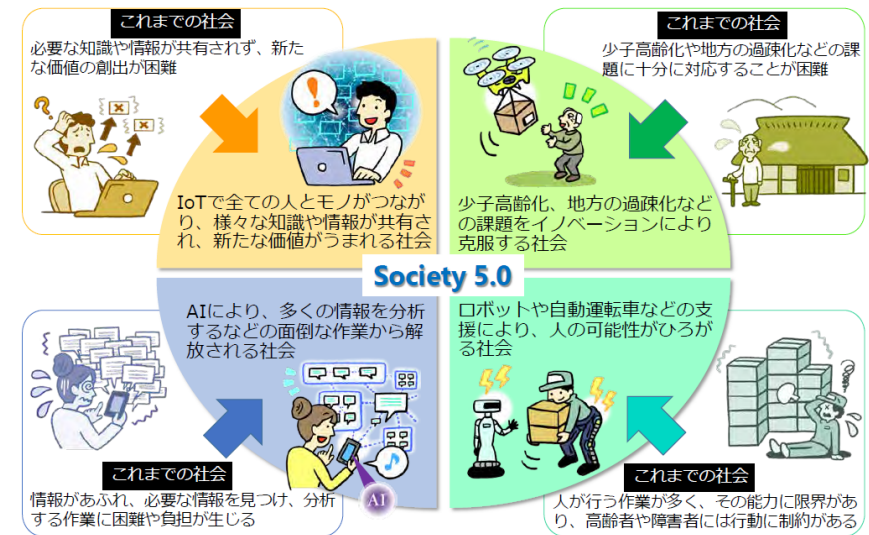 これまでの社会
必要な知識や情報が共有されず、新た
な価値の創出が困難
IoTで全ての人とモノがつなが
り、様々な知識や情報が共有さ
れ、新たな価値がうまれる社会
これまでの社会
少子高齢化や地方の過疎化などの課
題に十分に対応することが困難
少子高齢化、地方の過疎化など
の課題をイノベーションにより
克服する社会
Society 5.0
AIにより、多くの情報を分析
するなどの面倒な作業から解
放される社会
AI
これまでの社会
情報があふれ、必要な情報を見つけ、分析
する作業に困難や負担が生じる
ロボットや自動運転車などの支
援により、人の可能性がひろが
る社会
これまでの社会
人が行う作業が多く、その能力に限界があ
り、高齢者や障害者には行動に制約がある